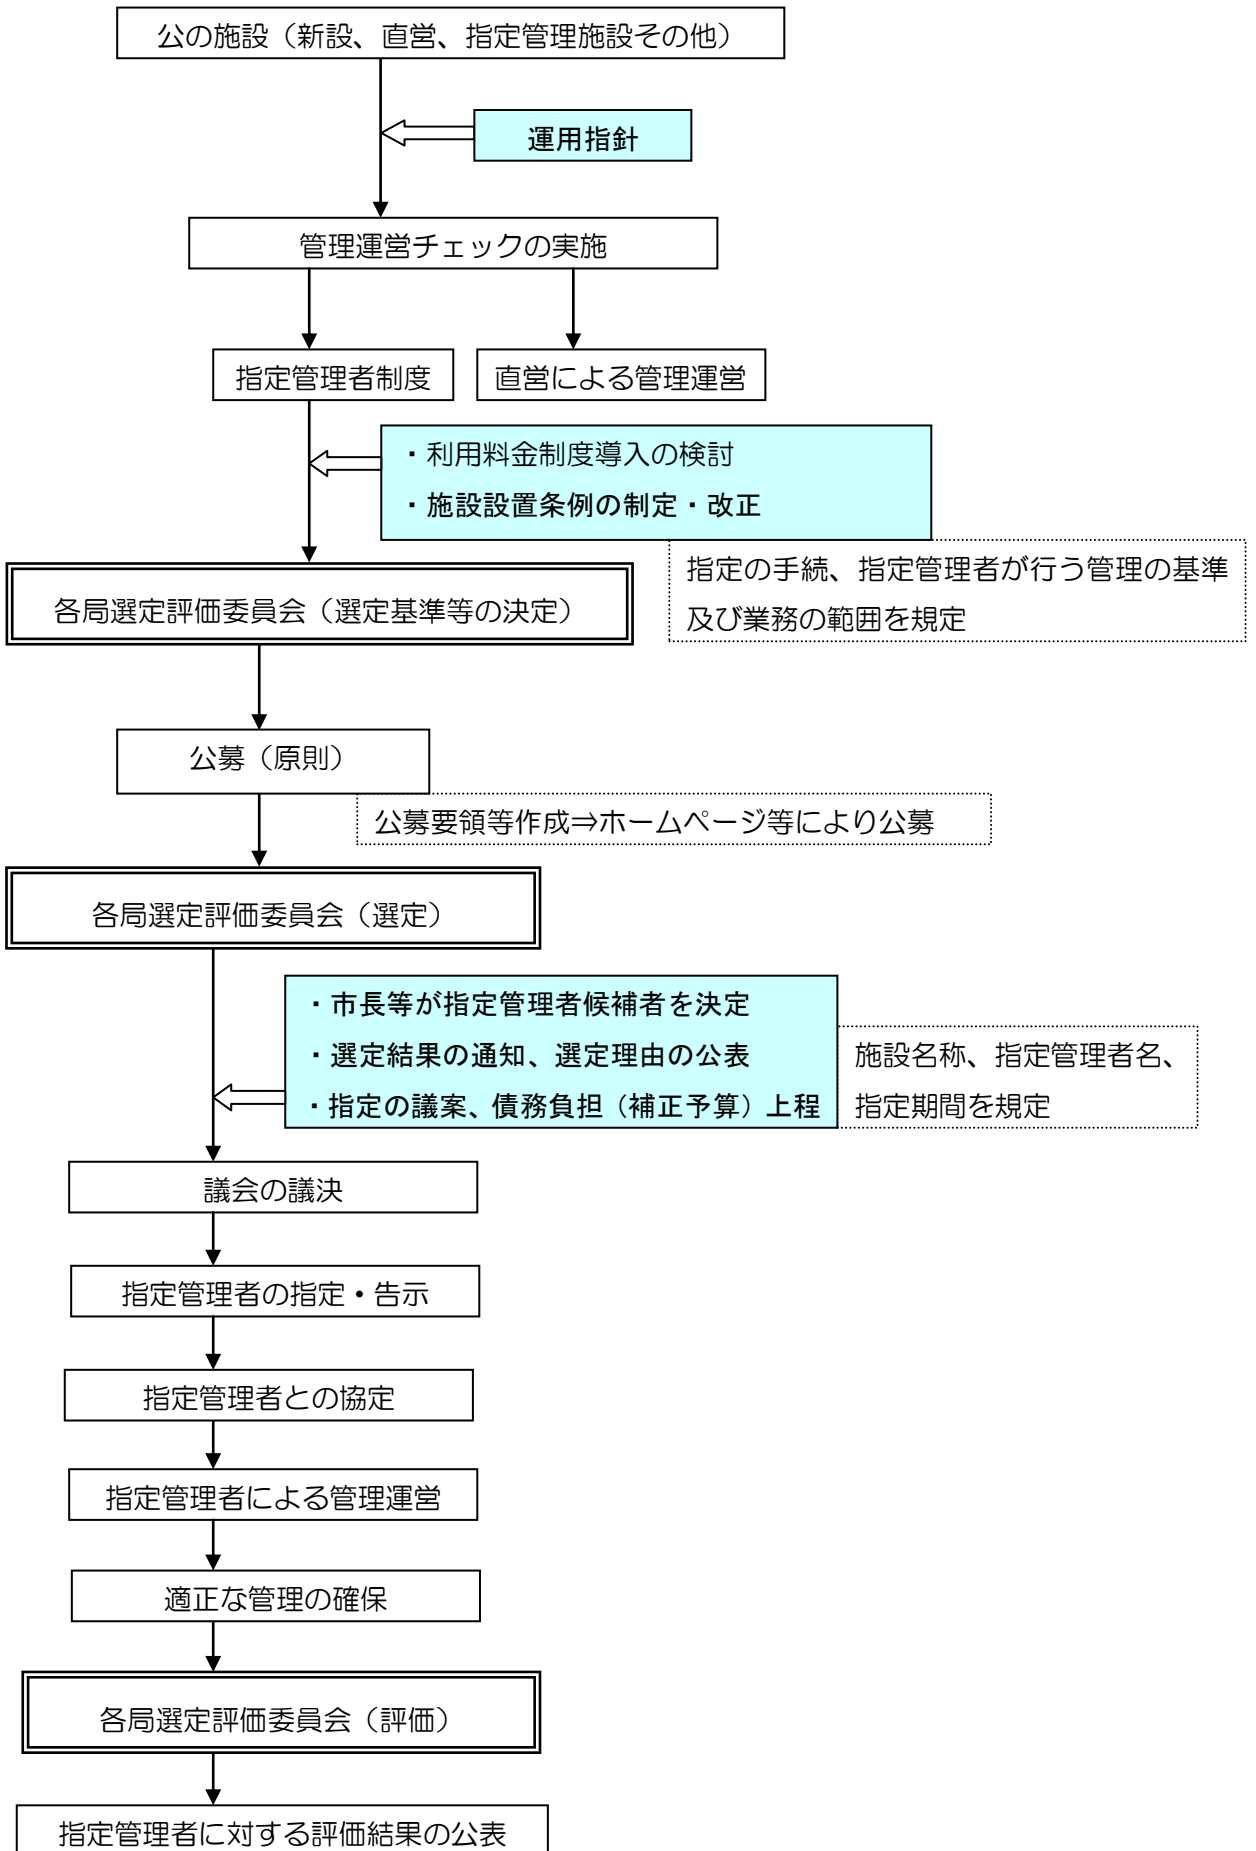 公の施設（新設、直営、指定管理施設その他）
運用指針
管理運営チェックの実施
指定管理者制度
直営による管理運営
・利用料金制度導入の検討
・施設設置条例の制定・改正
指定の手続、指定管理者が行う管理の基準
及び業務の範囲を規定
各局選定評価委員会（選定基準等の決定）
公募（原則）
公募要領等作成⇒ホームページ等により公募
各局選定評価委員会（選定）
・市長等が指定管理者候補者を決定
・選定結果の通知、選定理由の公表
・指定の議案、債務負担（補正予算）上程
施設名称、指定管理者名、
指定期間を規定
議会の議決
指定管理者の指定・告示
指定管理者との協定
指定管理者による管理運営
適正な管理の確保
各局選定評価委員会（評価）
指定管理者に対する評価結果の公表